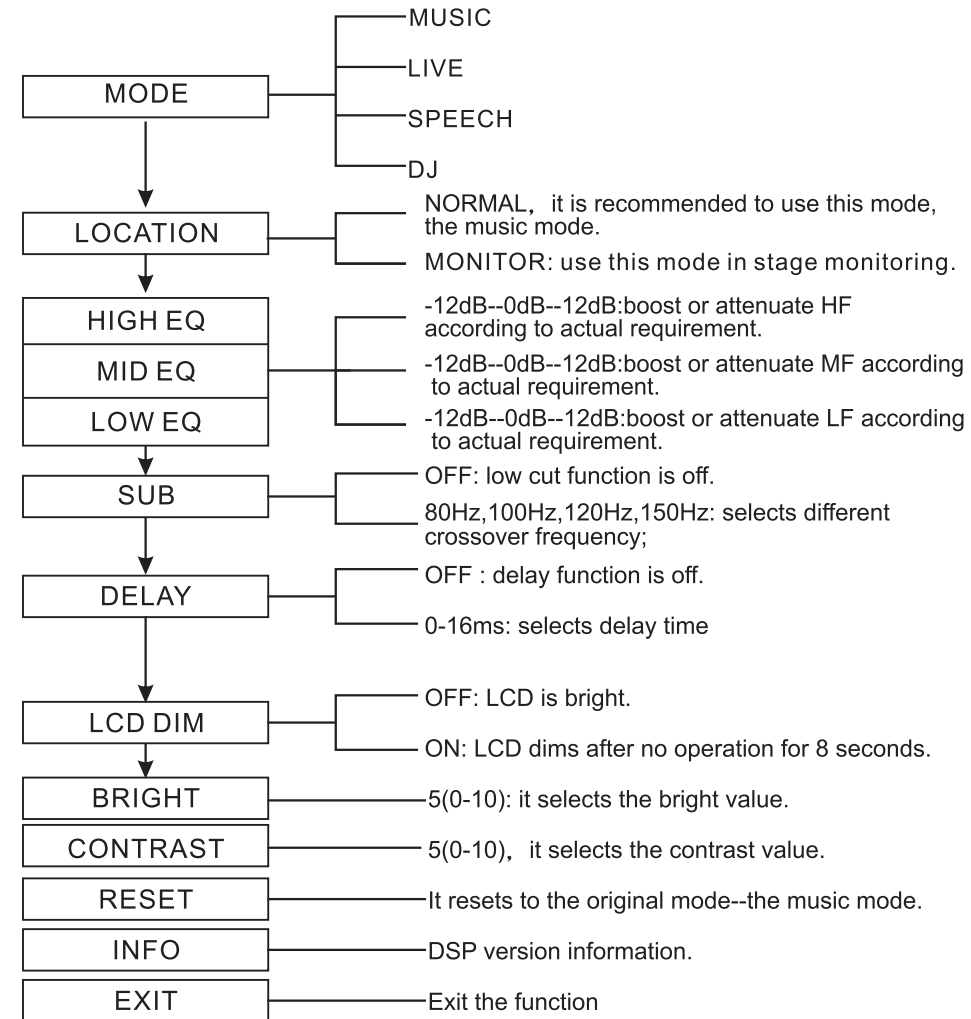 MODE
MUSIC
LIVE
SPEECH
DJ
LOCATION
NORMAL, it is recommended to use this mode,
the music mode.
MONITOR: use this mode in stage monitoring.
HIGH EQ
MID EQ
LOW EQ
-12dB--0dB--12dB:boost or attenuate HF
according to actual requirement.
-12dB--0dB--12dB:boost or attenuate MF according
to actual requirement.
-12dB--0dB--12dB:boost or attenuate LF according
to actual requirement.
SUB
OFF: low cut function is off.
80Hz,100Hz,120Hz,150Hz: selects different
crossover frequency;
DELAY
OFF : delay function is off.
0-16ms: selects delay time
LCD DIM
OFF: LCD is bright.
ON: LCD dims after no operation for 8 seconds.
BRIGHT
5(0-10): it selects the bright value.
CONTRAST
5(0-10), it selects the contrast value.
RESET
It resets to the original mode--the music mode.
INFO
DSP version information.
EXIT
Exit the function